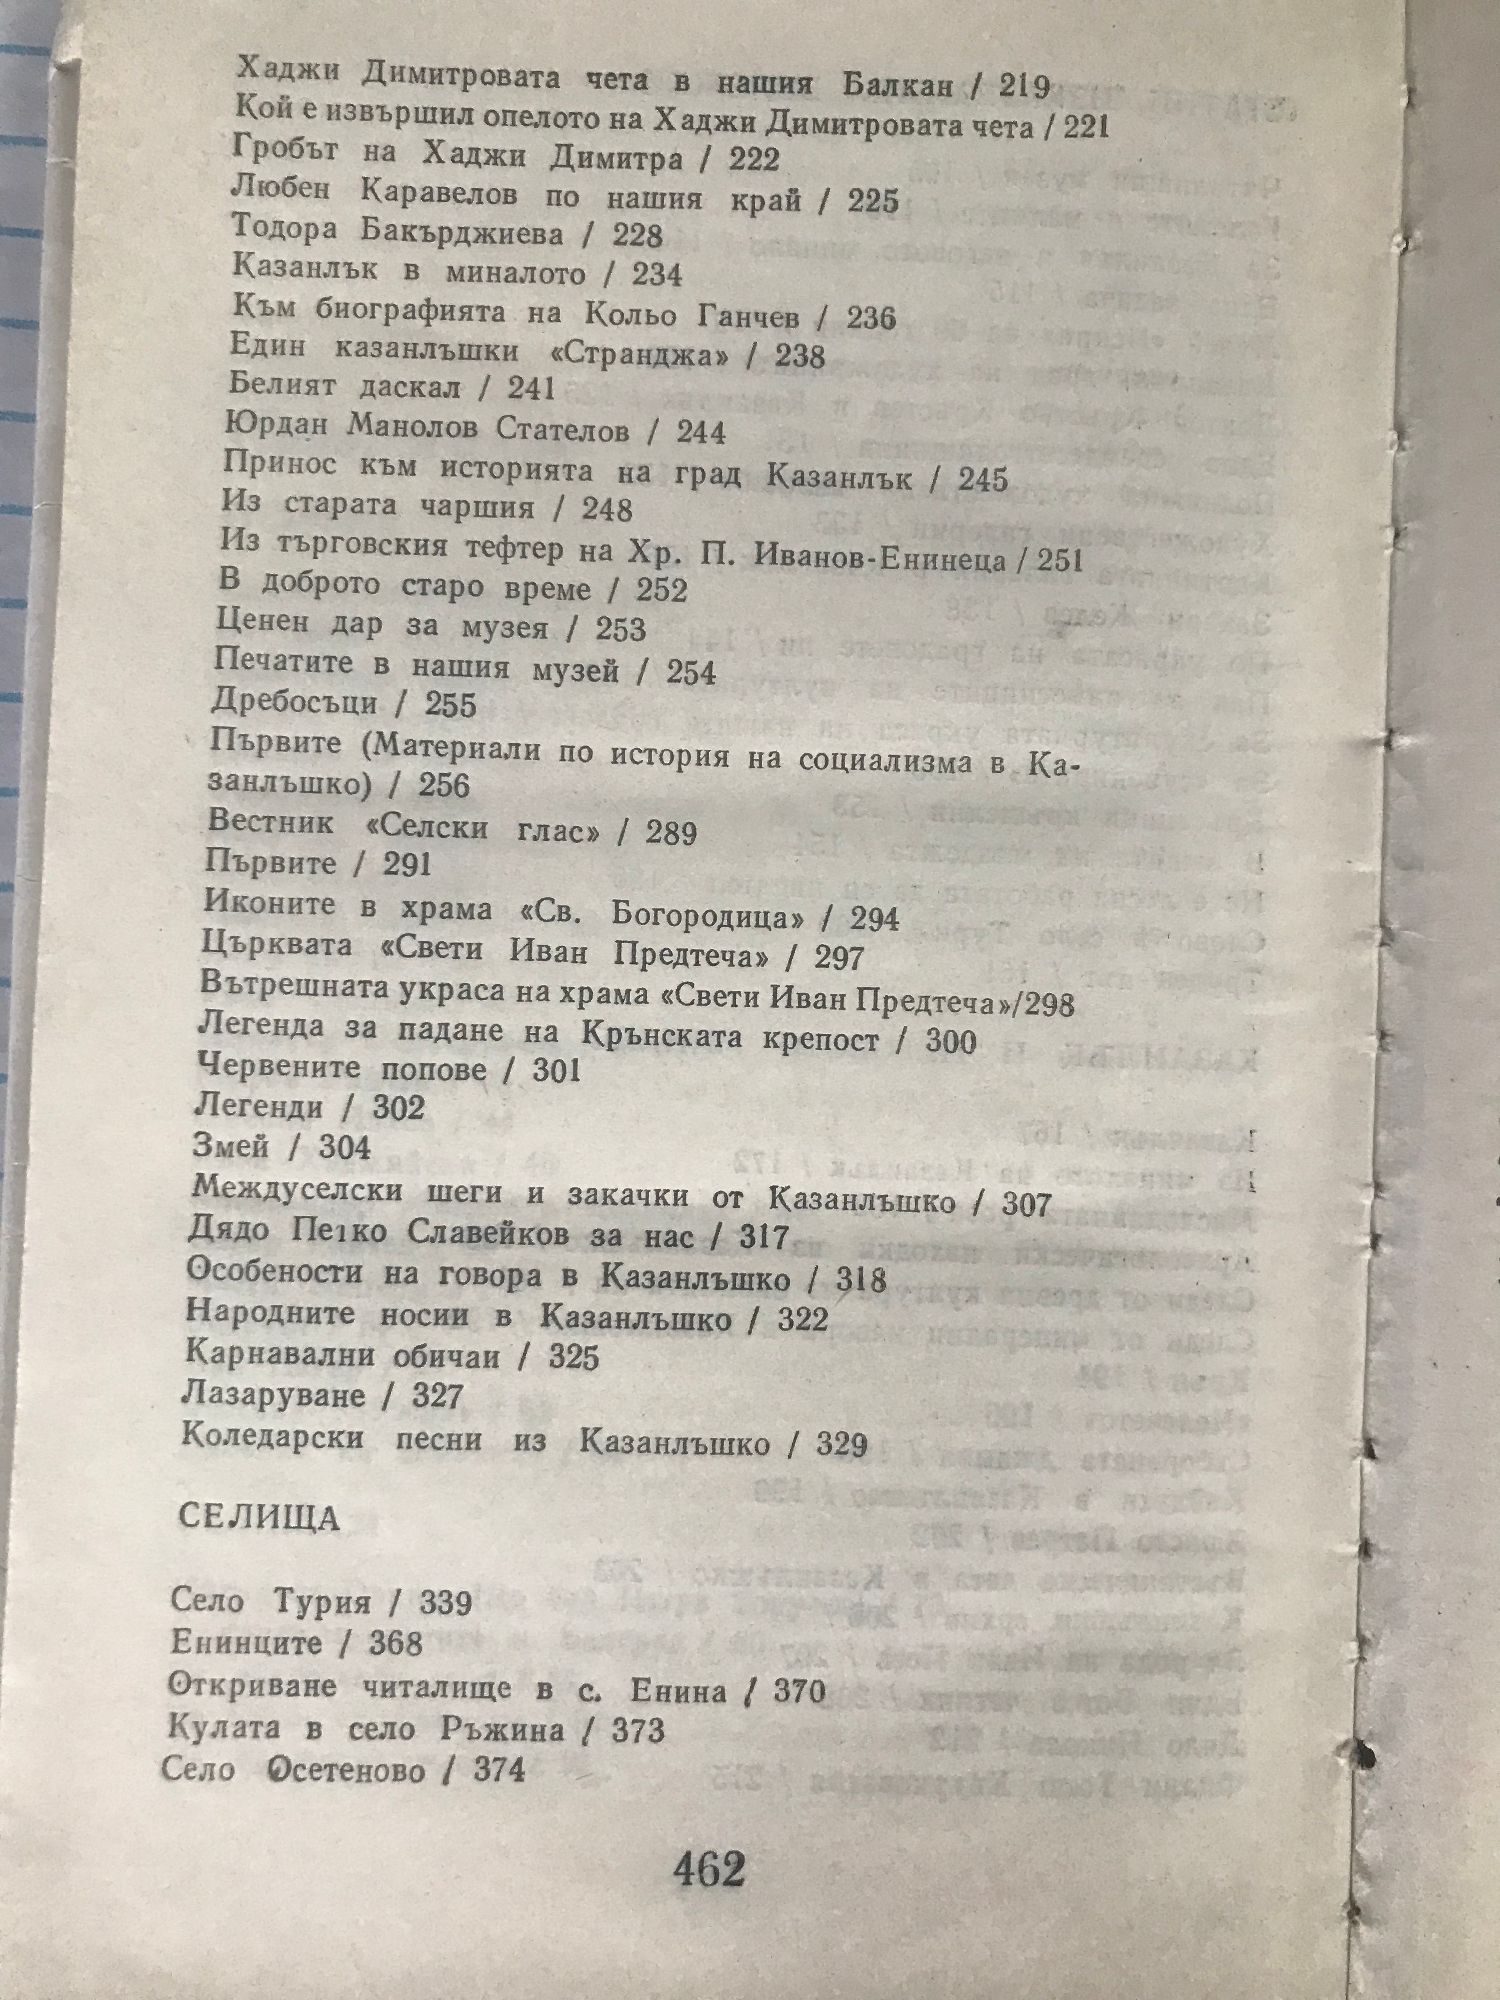 Хаджи Димитровата чета в нашия Балкан / 219
Кой е извършил опелото на Хаджи Димитровата чета / 221
Гробът на Хаджи Димитра / 222
Любен Каравелов по нашия край / 225
Тодора Бакърджиева / 228
Казанлък в миналото / 234
Към биографията на Кольо Ганчев / 236
Един казанлъшки «Странджа» / 238
Белият даскал / 241
Юрдан Манолов Стателов / 244
Принос към историята на град Казанлък / 245
Из старата чаршия / 248
Из търговския тефтер на Хр. П. Иванов-Енинеца / 251
В доброто старо време / 252
Ценен дар за музея / 253
Печатите в нашия музей / 254
Дребосъци / 255
Първите (Материали по история на социализма в Ка-
занлъшко) / 256
Вестник «Селски глас» / 289
Първите / 291
Иконите в храма «Св. Богородица» / 294
Църквата «Свети Иван Предтеча» / 297
Вътрешната украса на храма «Свети Иван Предтеча»/298
Легенда за падане на Крънската крепост / 300
Червените попове / 301
Легенди / 302
Змей / 304
Междуселски шеги и закачки от Казанлъшко / 307
Дядо Петко Славейков за нас / 317
Особености на говора в Казанлъшко / 318
Народните носии в Казанлъшко / 322
Карнавални обичаи / 325
Лазаруване / 327
Коледарски песни из Казанлъшко / 329
СЕЛИЩА
Село Турия / 339
Енинците / 368
Откриване читалище в с. Енина / 370
Кулата в село Ръжина / 373
Село Осетеново / 374
462